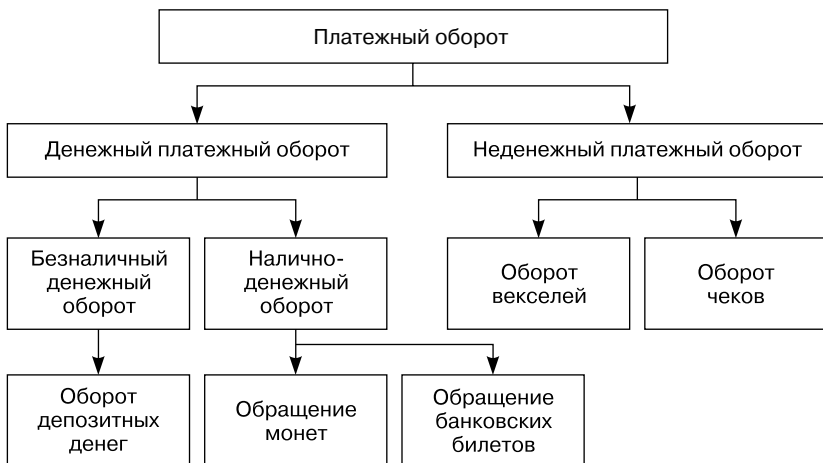 Платежный оборот
Денежный платежный оборот
Неденежный платежный оборот
Безналичный
денежный
оборот
Налично-
денежный
оборот
Оборот
векселей
Оборот
чеков
Оборот
депозитных
денег
Обращение
монет
Обращение
банковских
билетов